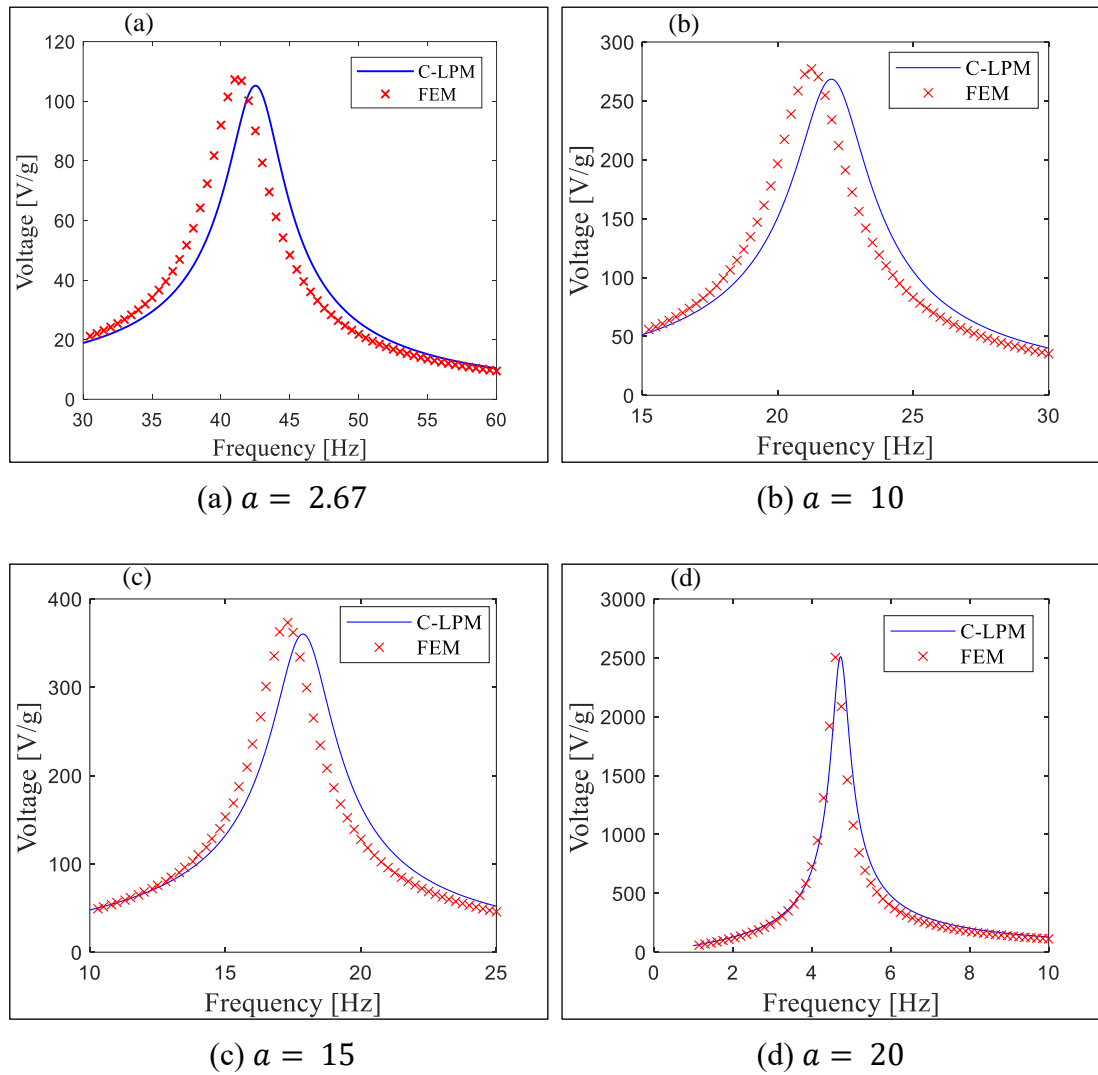 (a)
120
100
80
60
40
20
0
30 35 40 45 50 55 60
Voltage [V/g]
Frequency [Hz]
C-LPM
FEM
(a) a = 2.67
(b)
300
250
200
150
100
50
0
15 20 25 30
Voltage [V/g]
Frequency [Hz]
C-LPM
FEM
(b) a = 10
(c)
400
300
200
100
0
10 15 20 25
Voltage [V/g]
Frequency [Hz]
C-LPM
FEM
(c) a = 15
(d)
3000
2500
2000
1500
1000
500
0
0 2 4 6 8 10
Voltage [V/g]
Frequency [Hz]
C-LPM
FEM
(d) a = 20